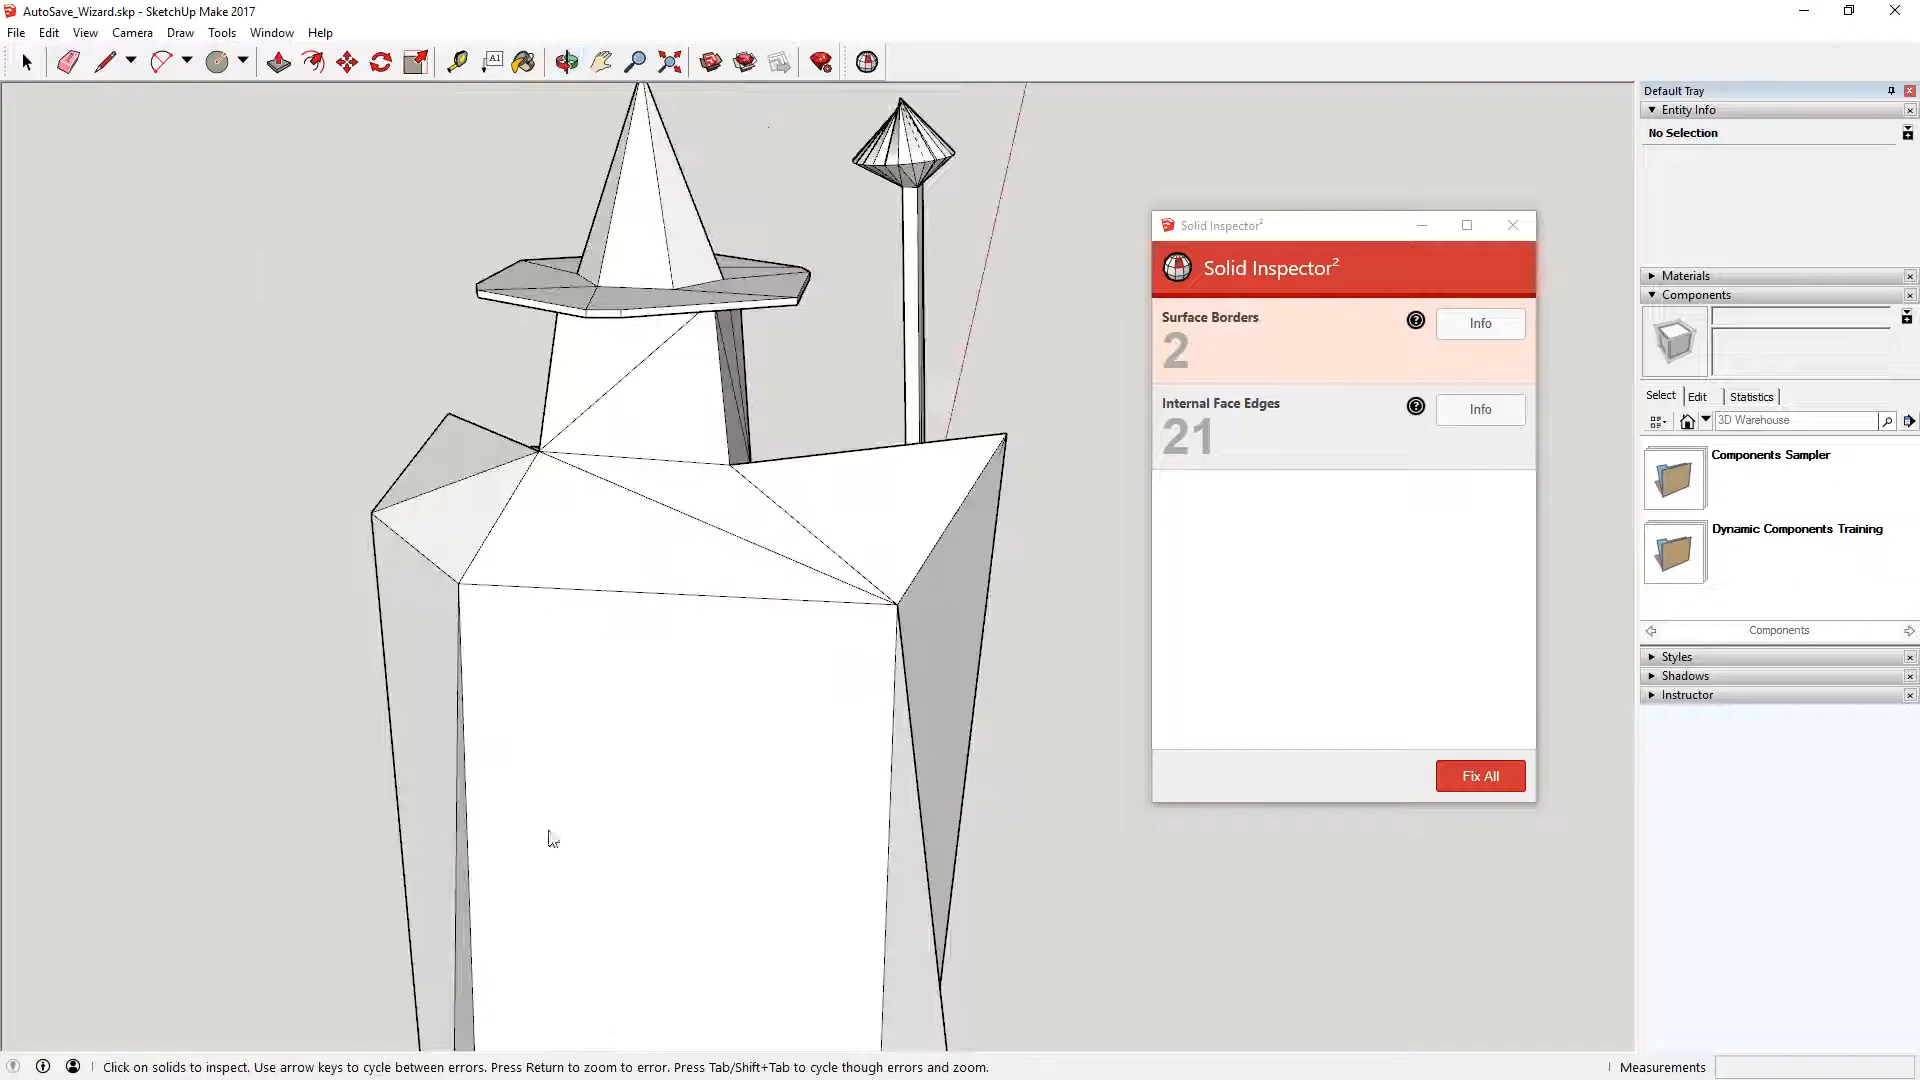 AutoSave_Wizard.skp - SketchUp Make 2017
File Edit View Camera Draw Tools Window Help
A1
Default Tray
Entity Info
No Selection
Solid Inspector²
Solid Inspector²
Surface Borders
2
Info
Internal Face Edges
21
Info
Fix All
Materials
Components
Select Edit Statistics
3D Warehouse
Components Sampler
Dynamic Components Training
Components
Styles
Shadows
Instructor
Click on solids to inspect. Use arrow keys to cycle between errors. Press Return to zoom to error. Press Tab/Shift+Tab to cycle though errors and zoom.
Measurements